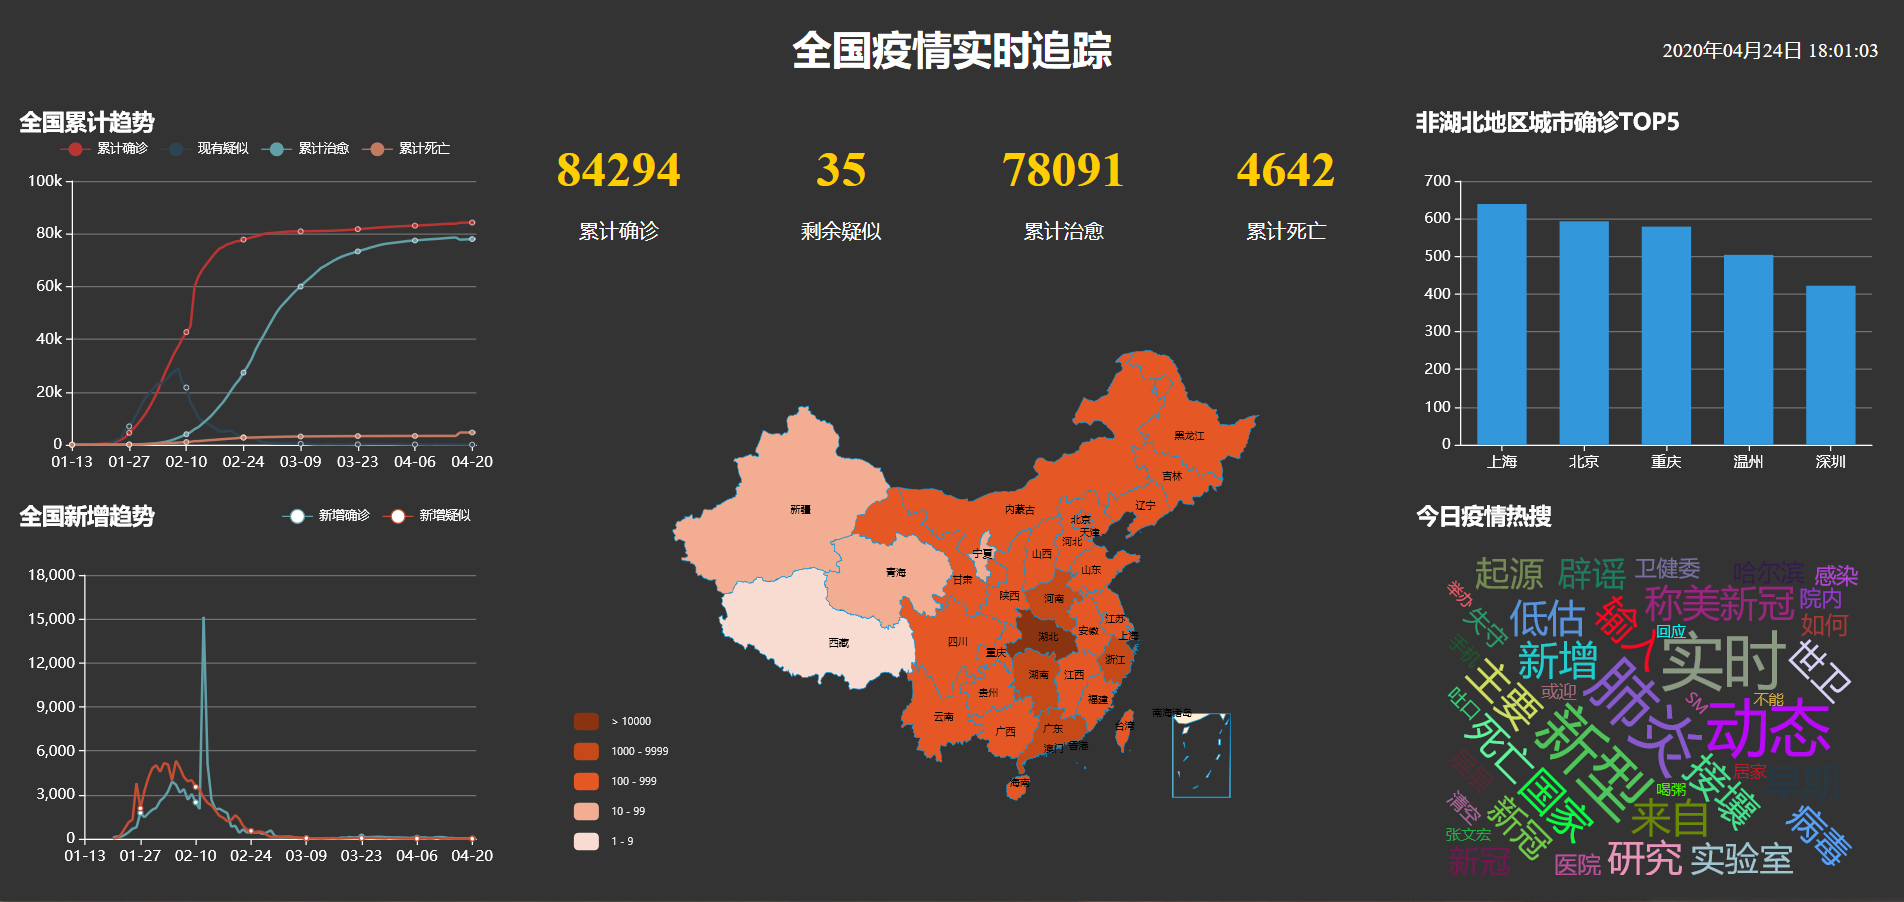 全国疫情实时追踪
2020年04月24日 18:01:03
全国累计趋势
累计确诊 现有疑似 累计治愈 累计死亡
100k
80k
60k
40k
20k
0
01-13 01-27 02-10 02-24 03-09 03-23 04-06 04-20
全国新增趋势
新增确诊 新增疑似
18,000
15,000
12,000
9,000
6,000
3,000
0
01-13 01-27 02-10 02-24 03-09 03-23 04-06 04-20
84294 35 78091 4642
累计确诊 剩余疑似 累计治愈 累计死亡
黑龙江
吉林
辽宁
新疆
内蒙古
北京
天津
河北
宁夏
山西
青海
甘肃
山东
陕西
河南
江苏
西藏
四川
湖北
安徽
上海
重庆
浙江
湖南
江西
贵州
福建
云南
广西
广东
台湾
南海诸岛
澳门
香港
海南
> 10000
1000 - 9999
100 - 999
10 - 99
1 - 9
非湖北地区城市确诊TOP5
700
600
500
400
300
200
100
0
上海 北京 重庆 温州 深圳
今日疫情热搜
起源
辟谣
卫健委
哈尔滨
感染
举办
称美新冠
院内
失守
低估
输入
回应
如何
手机
新增
实时
世卫
主要
或迎
肺炎
SM
不能
吐口
死亡
新型
动态
居家
早期
国家
喝粥
接壤
清空
新冠
来自
病毒
张文宏
新冠
医院
研究
实验室